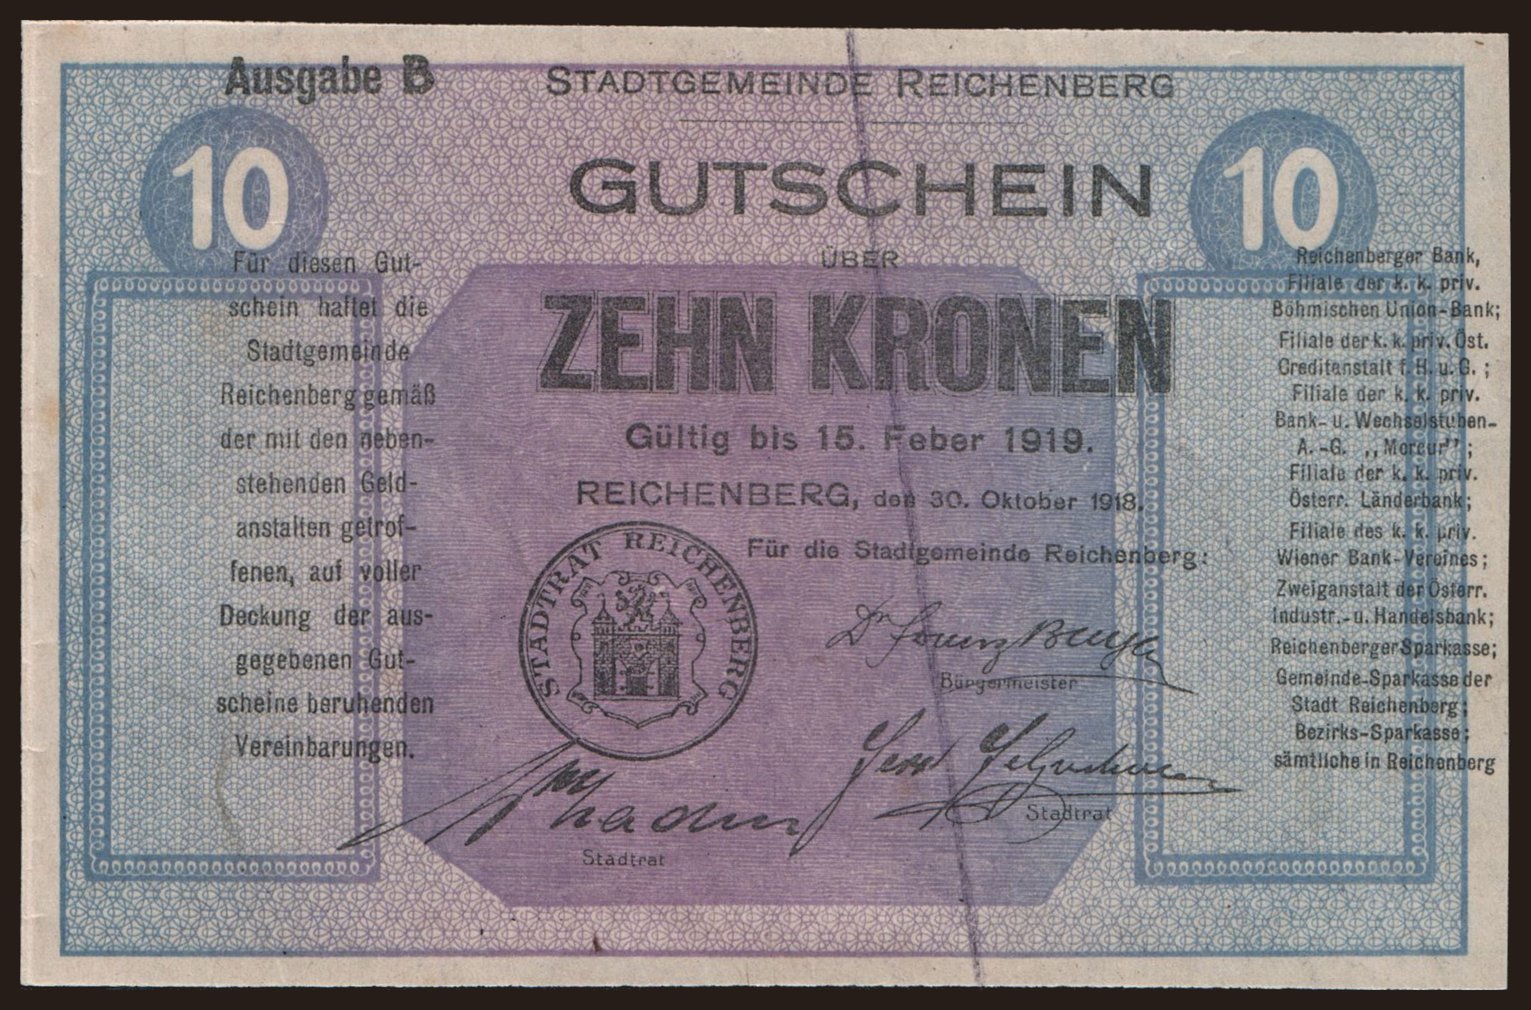 Ausgabe B
STADTGEMEINDE REICHENBERG
GUTSCHEIN
ÜBER
ZEHN KRONEN
Gültig bis 15. Feber 1919.
REICHENBERG, den 30. Oktober 1918.
Für die Stadtgemeinde Reichenberg:
10
Für diesen Gut-
schein haftet die
Stadtgemeinde
Reichenberg gemäß
der mit den neben-
stehenden Geld-
anstalten getrof-
fenen, auf voller
Deckung der aus-
gegebenen Gut-
scheine beruhenden
Vereinbarungen.
STADTRAT REICHENBERG
Bürgermeister
Stadtrat
Stadtrat
10
Reichenberger Bank,
Filiale der k. k. priv.
Böhmischen Union-Bank;
Filiale der k. k. priv. Öst.
Creditanstalt f. H. u. G. ;
Filiale der k. k. priv.
Bank- u. Wechselstuben-
A. -G. ,,Mercur" ;
Filiale der k. k. priv.
Österr. Länderbank;
Filiale des k. k. priv.
Wiener Bank-Vereines;
Zweiganstalt der Österr.
Industr.-u. Handelsbank;
Reichenberger Sparkasse;
Gemeinde-Sparkasse der
Stadt Reichenberg;
Bezirks-Sparkasse;
sämtliche in Reichenberg